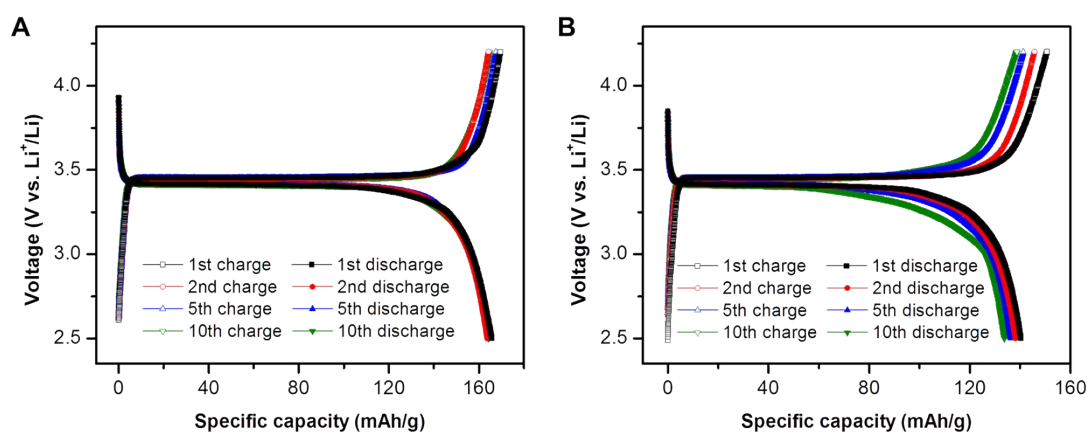 A
Voltage (V vs. Li⁺/Li)
4.0
3.5
3.0
2.5
1st charge 1st discharge
2nd charge 2nd discharge
5th charge 5th discharge
10th charge 10th discharge
0 40 80 120 160
Specific capacity (mAh/g)
B
Voltage (V vs. Li⁺/Li)
4.0
3.5
3.0
2.5
1st charge 1st discharge
2nd charge 2nd discharge
5th charge 5th discharge
10th charge 10th discharge
0 40 80 120 160
Specific capacity (mAh/g)